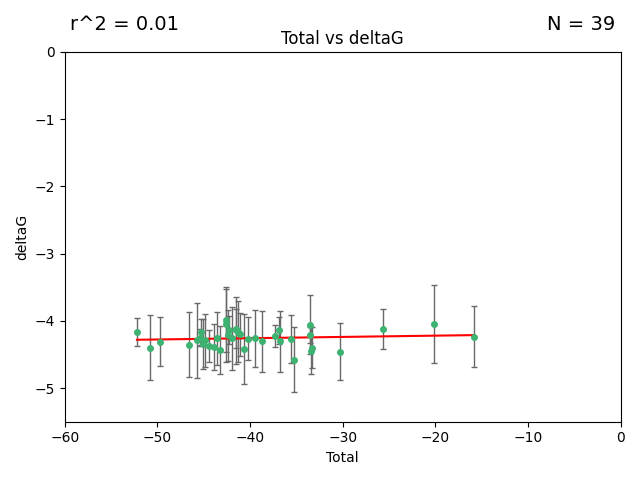 r^2 = 0.01
N = 39
Total vs deltaG
0
−1
−2
−3
−4
−5
deltaG
−60
−50
−40
−30
−20
−10
0
Total